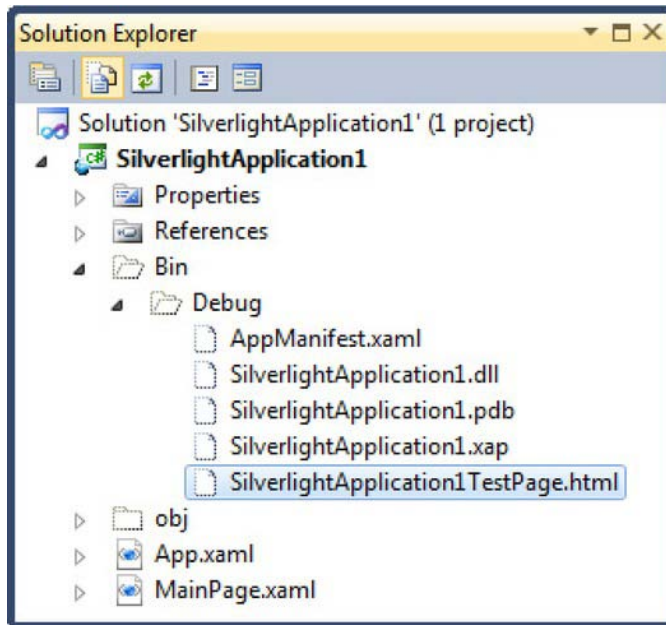 Solution Explorer
Solution 'SilverlightApplication1' (1 project)
C# SilverlightApplication1
Properties
References
Bin
Debug
AppManifest.xaml
SilverlightApplication1.dll
SilverlightApplication1.pdb
SilverlightApplication1.xap
SilverlightApplication1TestPage.html
obj
App.xaml
MainPage.xaml